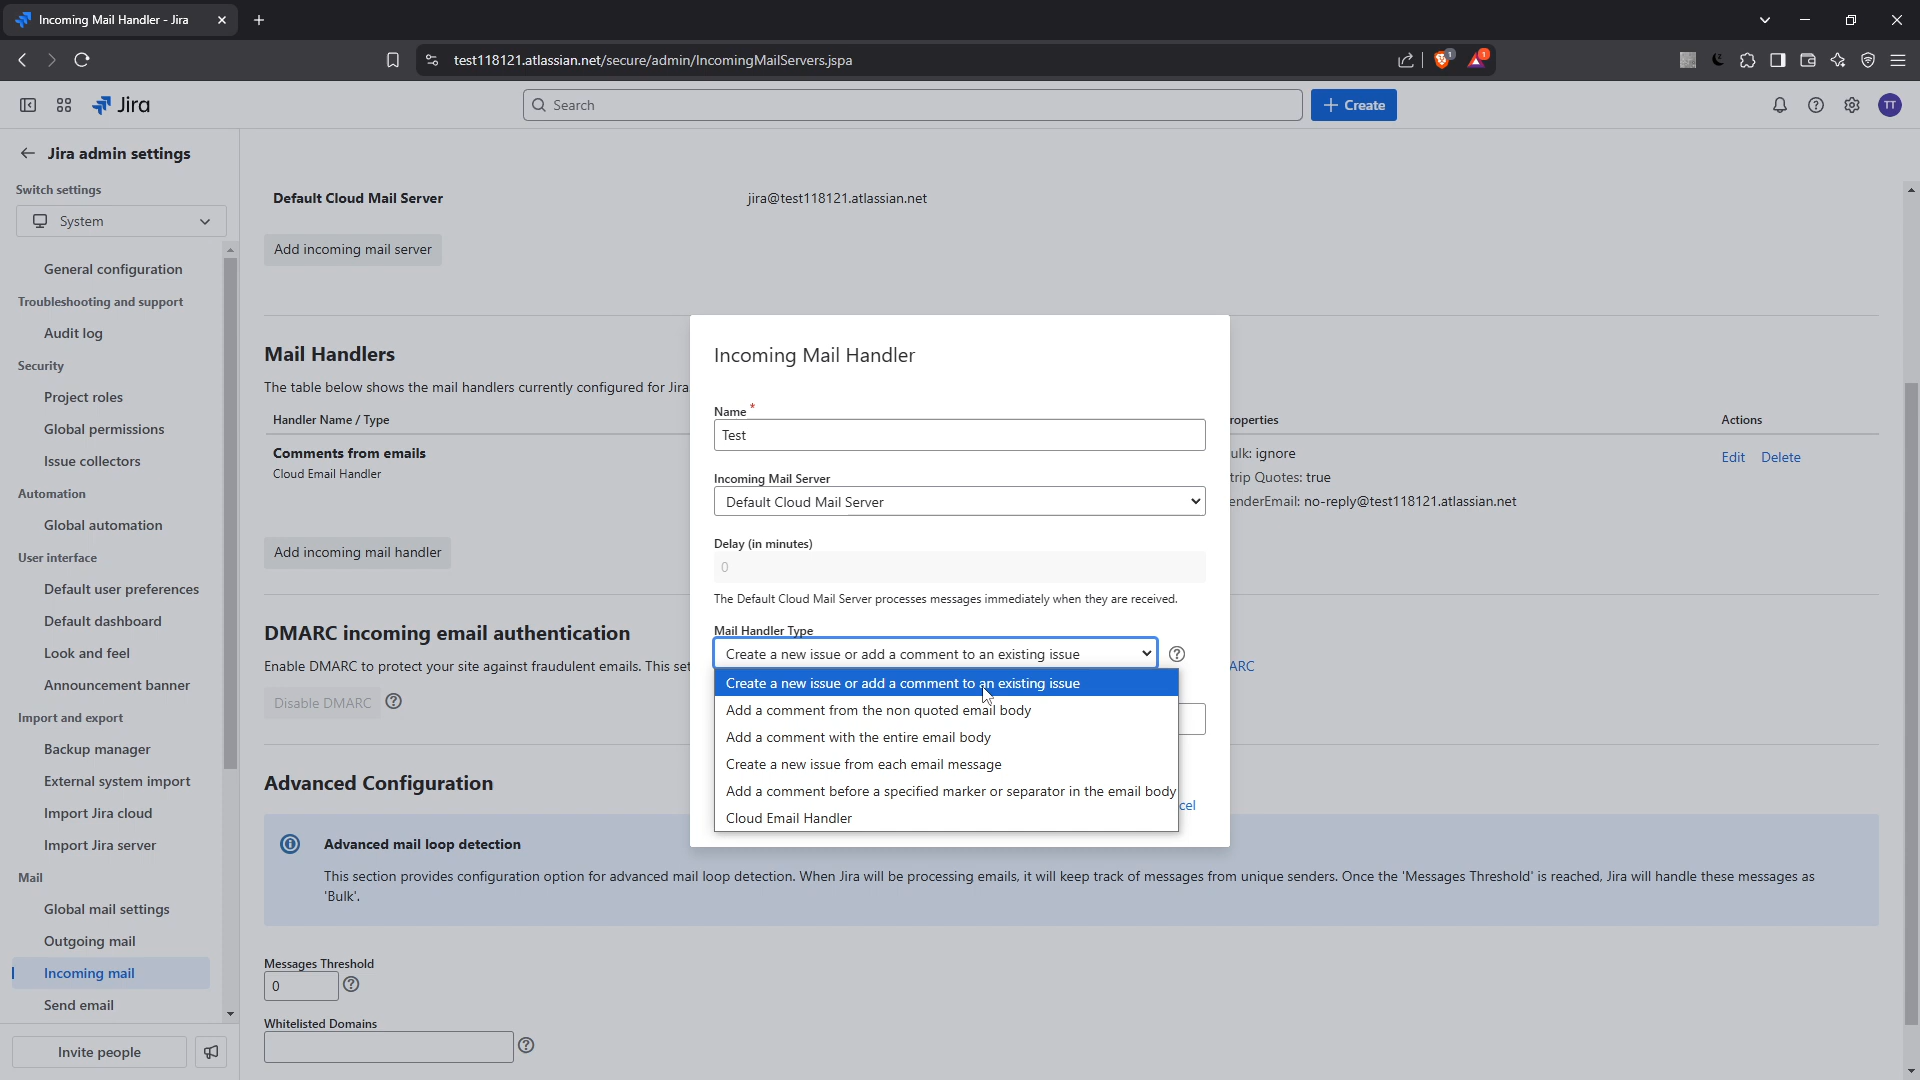 Incoming Mail Handler - Jira
test118121.atlassian.net/secure/admin/IncomingMailServers.jspa
1
1
Jira
Search
Create
TT
Jira admin settings
Switch settings
System
General configuration
Troubleshooting and support
Audit log
Security
Project roles
Global permissions
Issue collectors
Automation
Global automation
User interface
Default user preferences
Default dashboard
Look and feel
Announcement banner
Import and export
Backup manager
External system import
Import Jira cloud
Import Jira server
Mail
Global mail settings
Outgoing mail
Incoming mail
Send email
Invite people
Default Cloud Mail Server jira@test118121.atlassian.net
Add incoming mail server
Mail Handlers
The table below shows the mail handlers currently configured for Jira
Handler Name / Type roperties Actions
Comments from emails
Cloud Email Handler
ulk: ignore
trip Quotes: true
enderEmail: no-reply@test118121.atlassian.net
Edit Delete
Add incoming mail handler
DMARC incoming email authentication
Enable DMARC to protect your site against fraudulent emails. This set
ARC
Disable DMARC
Advanced Configuration
Advanced mail loop detection
This section provides configuration option for advanced mail loop detection. When Jira will be processing emails, it will keep track of messages from unique senders. Once the 'Messages Threshold' is reached, Jira will handle these messages as
'Bulk'.
Messages Threshold
0
Whitelisted Domains
Incoming Mail Handler
Name *
Test
Incoming Mail Server
Default Cloud Mail Server
Delay (in minutes)
0
The Default Cloud Mail Server processes messages immediately when they are received.
Mail Handler Type
Create a new issue or add a comment to an existing issue
Create a new issue or add a comment to an existing issue
Add a comment from the non quoted email body
Add a comment with the entire email body
Create a new issue from each email message
Add a comment before a specified marker or separator in the email body
Cloud Email Handler
cel